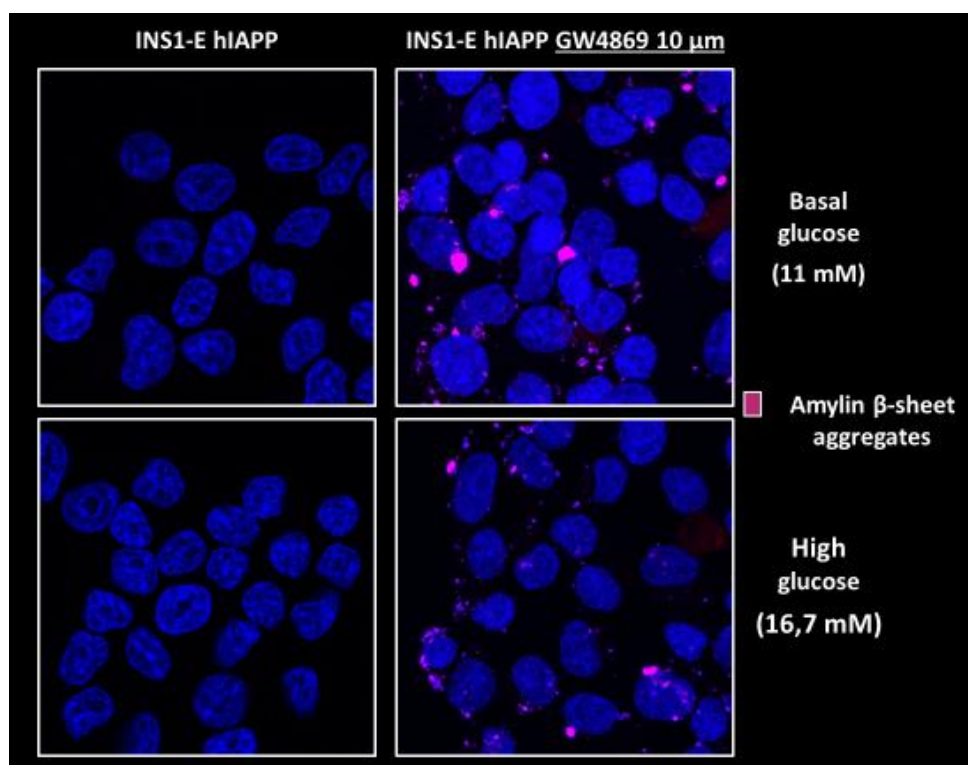 INS1-E hIAPP
INS1-E hIAPP GW4869 10 μm
Basal
glucose
(11 mM)
Amylin β-sheet
aggregates
High
glucose
(16,7 mM)